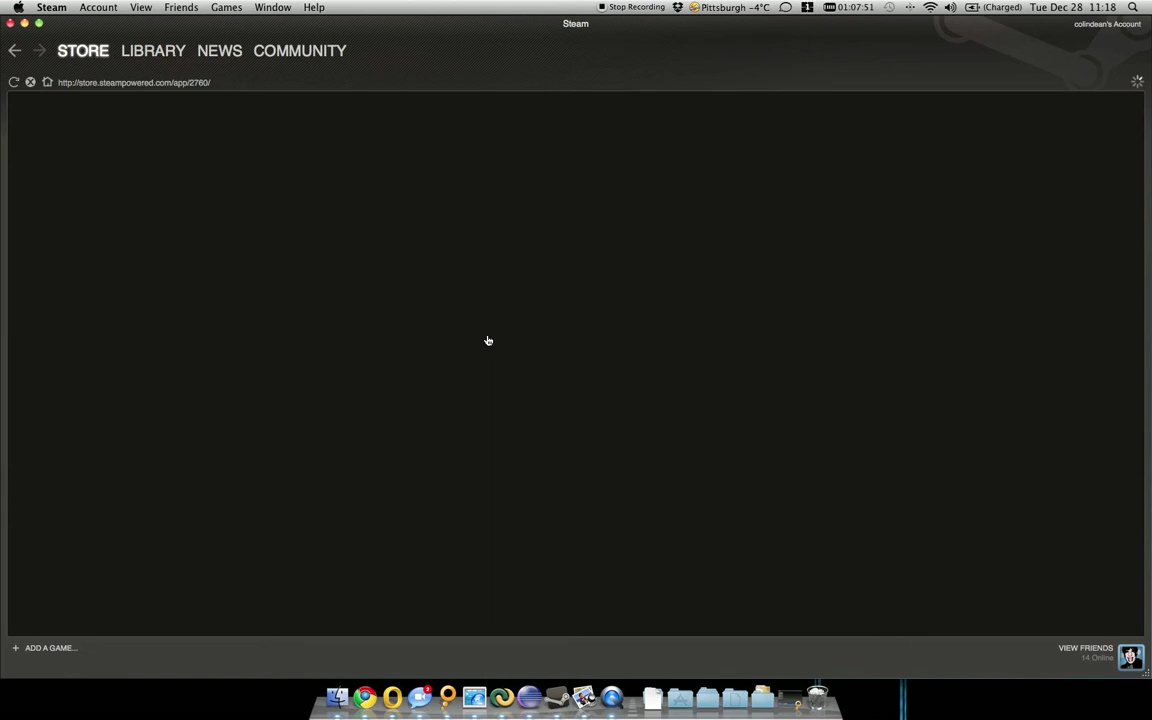 Steam Account View Friends Games Window Help Stop Recording Pittsburgh -4°C 1 01:07:51 (Charged) Tue Dec 28 11:18
Steam
colindean's Account
STORE LIBRARY NEWS COMMUNITY
http://store.steampowered.com/app/2760/
+ ADD A GAME...
VIEW FRIENDS
14 Online